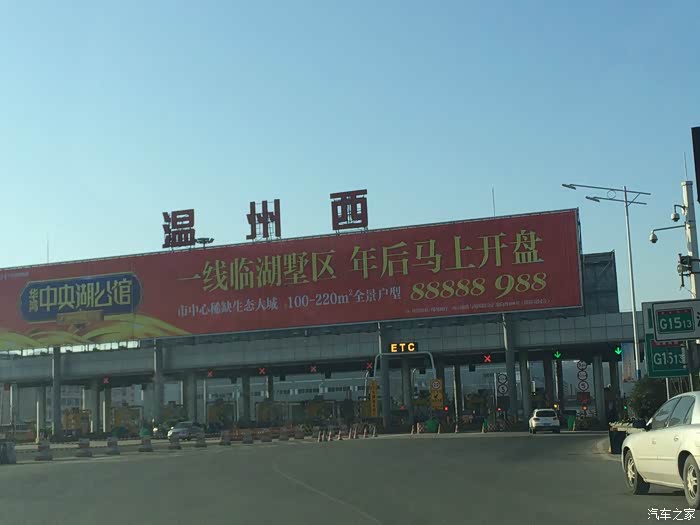 温州西
一线临湖墅区 年后马上开盘
中央湖公馆
市中心稀缺生态大城 100-220m²全景户型 88888 988
ETC
G1513
G1513
汽车之家